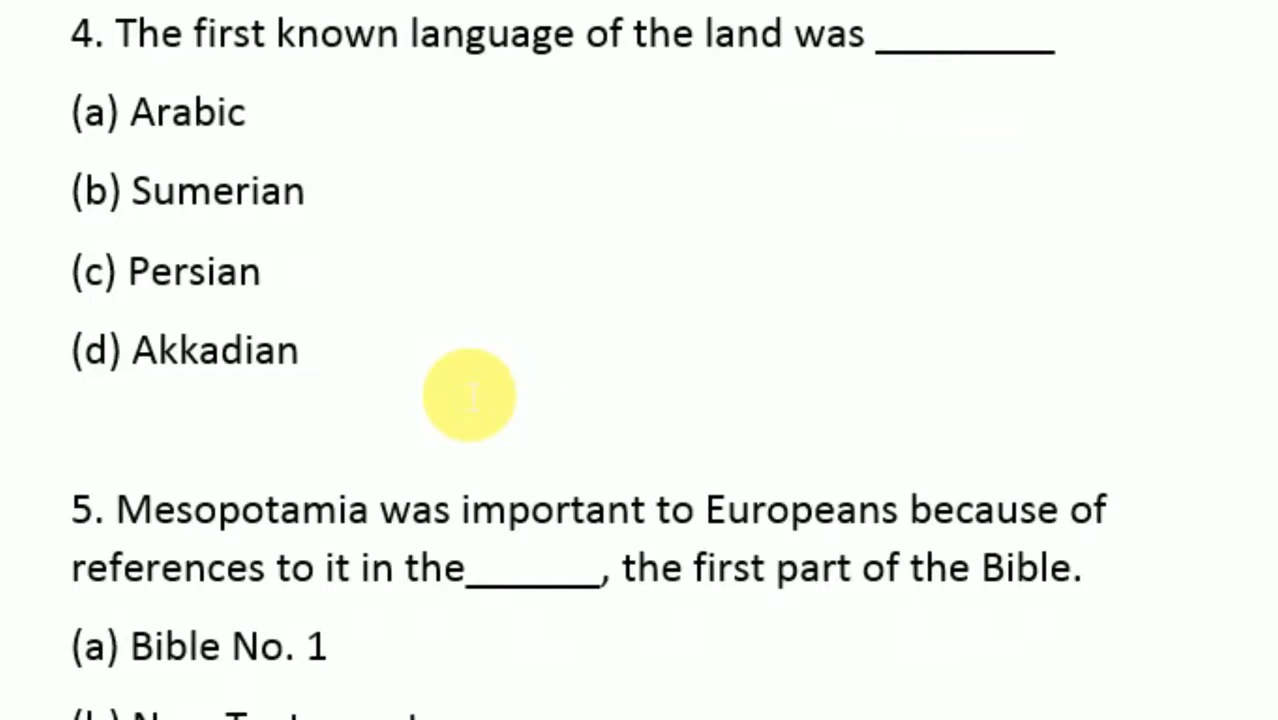 4. The first known language of the land was _________
(a) Arabic
(b) Sumerian
(c) Persian
(d) Akkadian
5. Mesopotamia was important to Europeans because of
references to it in the______, the first part of the Bible.
(a) Bible No. 1